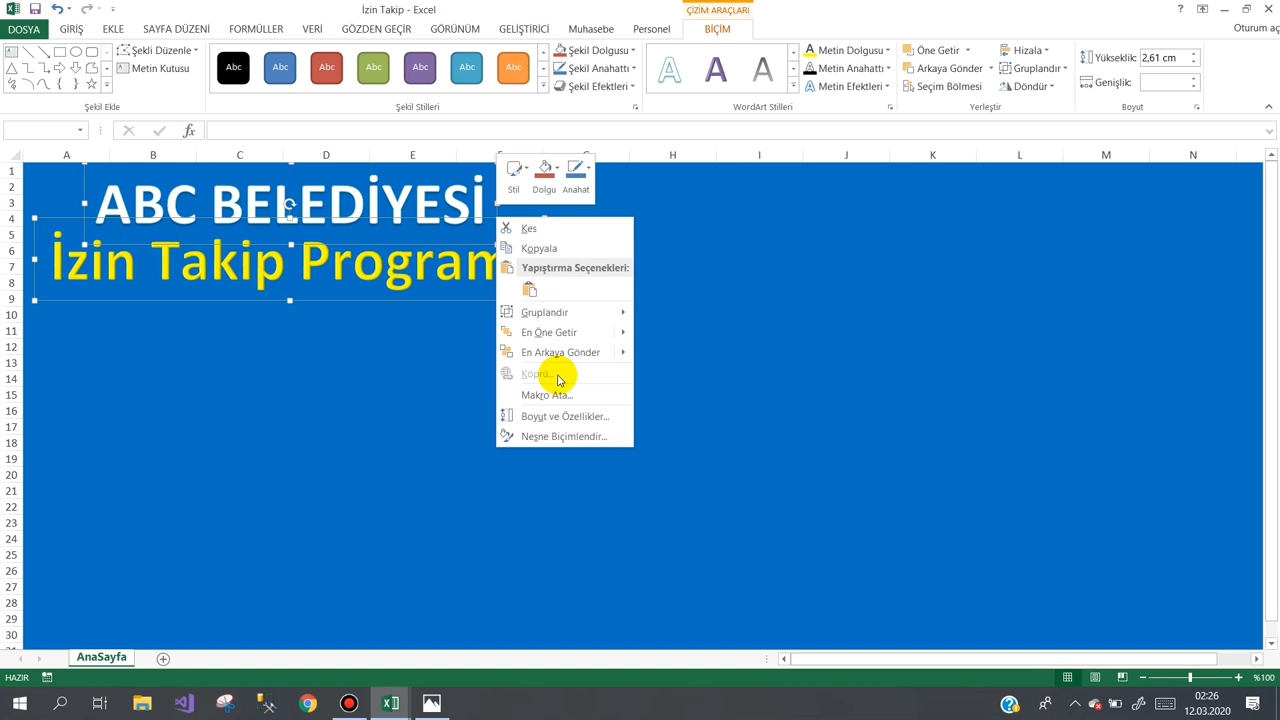 İzin Takip - Excel
ÇİZİM ARAÇLARI
DOSYA GİRİŞ EKLE SAYFA DÜZENİ FORMÜLLER VERİ GÖZDEN GEÇİR GÖRÜNÜM GELİŞTİRİCİ Muhasebe Personel BİÇİM Oturum aç
Şekli Düzenle
Metin Kutusu
Abc Abc Abc Abc Abc Abc Abc
Şekil Dolgusu
Şekil Anahattı
Şekil Efektleri
A A A
Metin Dolgusu
Metin Anahattı
Metin Efektleri
Öne Getir
Arkaya Gönder
Seçim Bölmesi
Hizala
Gruplandır
Döndür
Yükseklik: 2,61 cm
Genişlik:
Şekil Ekle Şekil Stilleri WordArt Stilleri Yerleştir Boyut
fx
A B C D E F G H I J K L M N
1
2
3
4
5
6
7
8
9
10
11
12
13
14
15
16
17
18
19
20
21
22
23
24
25
26
27
28
29
30
ABC BELEDİYESİ
İzin Takip Program
Stil Dolgu Anahat
Kes
Kopyala
Yapıştırma Seçenekleri:
Gruplandır
En Öne Getir
En Arkaya Gönder
Köprü...
Makro Ata...
Boyut ve Özellikler...
Neşne Biçimlendir...
AnaSayfa
HAZIR
%100
02:26
12.03.2020